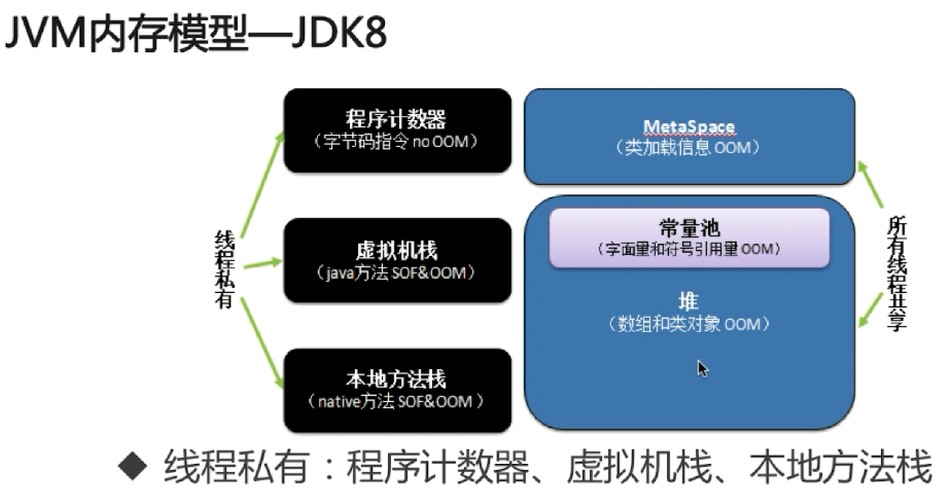 JVM内存模型—JDK8
程序计数器
（字节码指令 no OOM）
MetaSpace
（类加载信息 OOM）
虚拟机栈
（java方法 SOF&OOM）
常量池
（字面量和符号引用量 OOM）
堆
（数组和类对象 OOM）
本地方法栈
（native方法 SOF&OOM ）
线程私有
所有线程共享
◆ 线程私有：程序计数器、虚拟机栈、本地方法栈